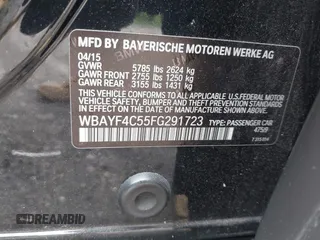 MFD BY BAYERISCHE MOTOREN WERKE AG
04/15
GVWR 5785 lbs 2624 kg
GAWR FRONT 2755 lbs 1250 kg
GAWR REAR 3155 lbs 1431 kg
THIS VEHICLE CONFORMS TO ALL APPLICABLE U.S. FEDERAL MOTOR
VEHICLE SAFETY, BUMPER, AND THEFT PREVENTION STANDARDS IN EFFECT ON THE
DATE OF MANUFACTURE SHOWN ABOVE.
WBAYF4C55FG291723 TYPE: PASSENGER CAR
475/9
DREAMBID